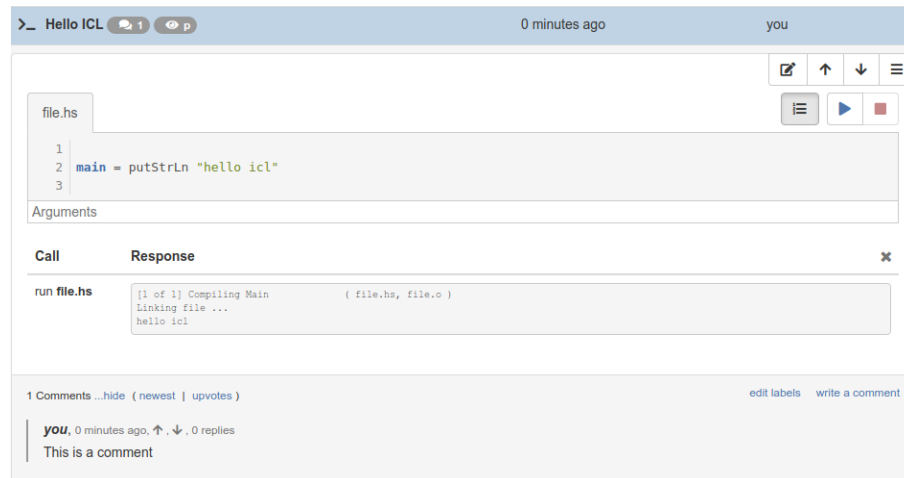 Hello ICL 1 p 0 minutes ago you
file.hs
1
2 main = putStrLn "hello icl"
3
Arguments
Call Response
run file.hs [1 of 1] Compiling Main ( file.hs, file.o )
Linking file ...
hello icl
1 Comments ...hide ( newest | upvotes ) edit labels write a comment
you, 0 minutes ago, , , 0 replies
This is a comment